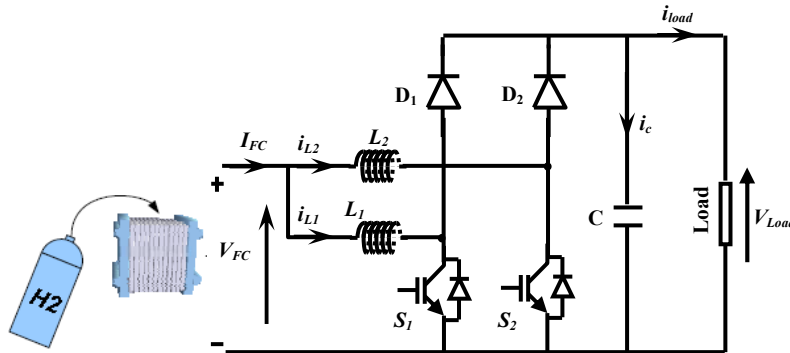 i_load
D1
D2
I_FC
i_L2
L2
i_c
+
i_L1
L1
C
Load
V_Load
V_FC
H2
S1
S2
−